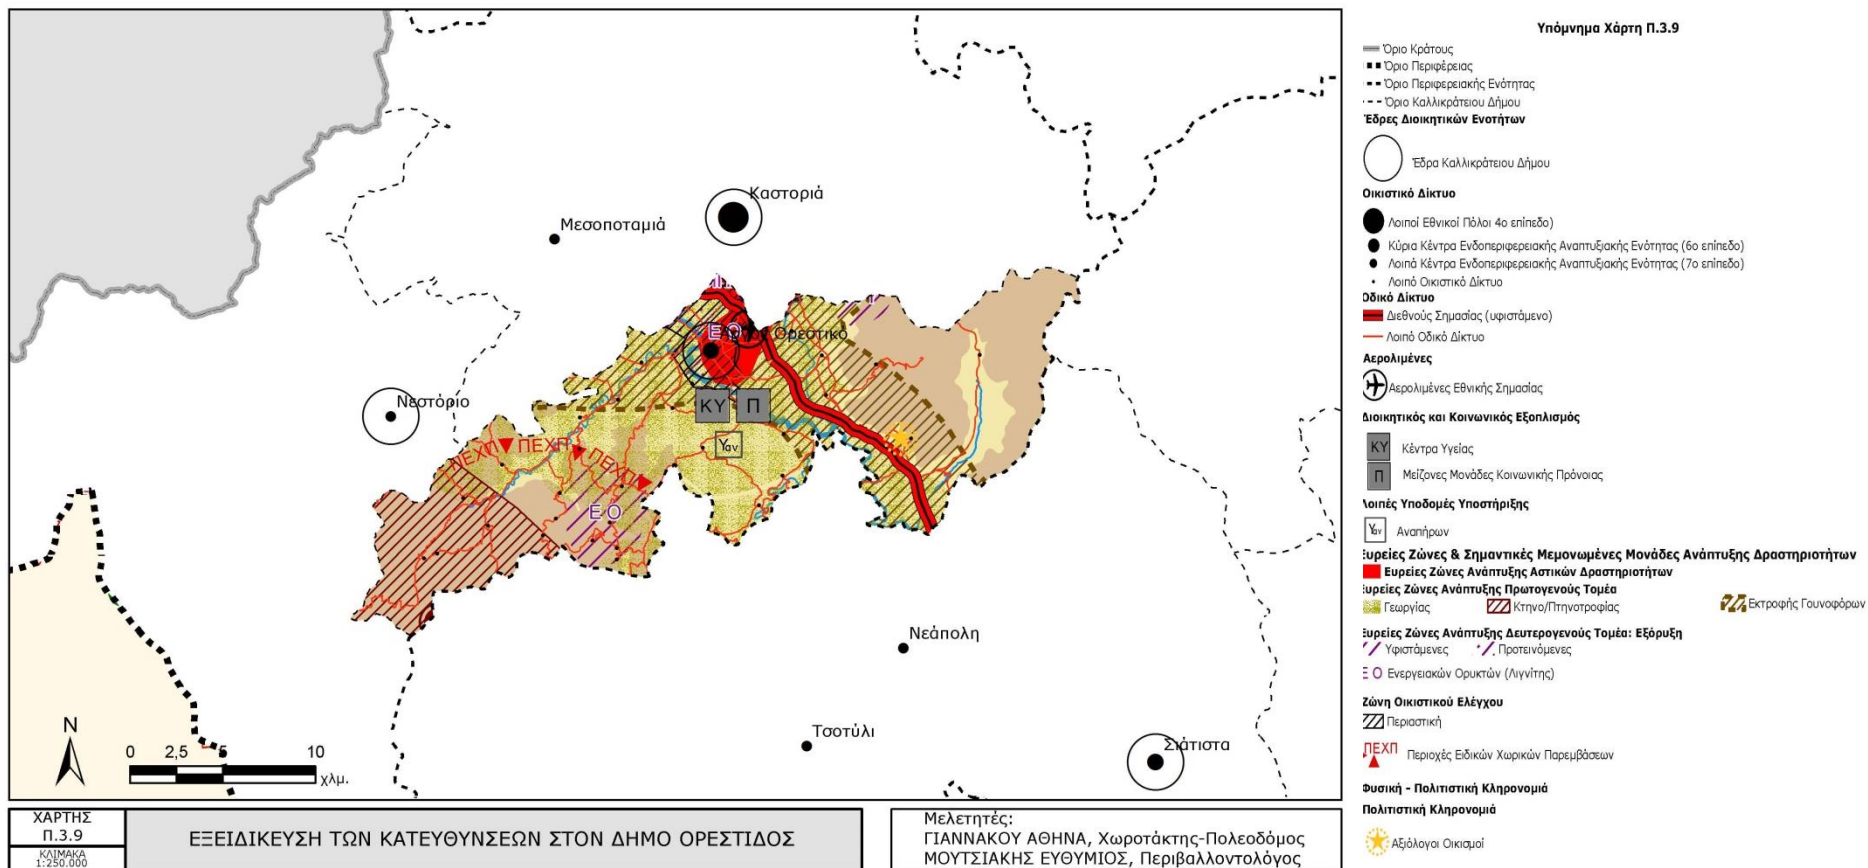 Καστοριά
Μεσοποταμιά
Ε Ο
Άργος Ορεστικό
Νεστόριο
ΚΥ
Π
Υαν
ΠΕΧΠ
ΠΕΧΠ
ΠΕΧΠ
Ε Ο
Νεάπολη
Τσοτύλι
Σιάτιστα
N
0 2,5 5 10
χλμ.
ΧΑΡΤΗΣ
Π.3.9
ΚΛΙΜΑΚΑ
1:250.000
ΕΞΕΙΔΙΚΕΥΣΗ ΤΩΝ ΚΑΤΕΥΘΥΝΣΕΩΝ ΣΤΟΝ ΔΗΜΟ ΟΡΕΣΤΙΔΟΣ
Μελετητές:
ΓΙΑΝΝΑΚΟΥ ΑΘΗΝΑ, Χωροτάκτης-Πολεοδόμος
ΜΟΥΤΣΙΑΚΗΣ ΕΥΘΥΜΙΟΣ, Περιβαλλοντολόγος
Υπόμνημα Χάρτη Π.3.9
Όριο Κράτους
Όριο Περιφέρειας
Όριο Περιφερειακής Ενότητας
Όριο Καλλικράτειου Δήμου
Έδρες Διοικητικών Ενοτήτων
Έδρα Καλλικράτειου Δήμου
Οικιστικό Δίκτυο
Λοιποί Εθνικοί Πόλοι 4ο επίπεδο)
Κύρια Κέντρα Ενδοπεριφερειακής Αναπτυξιακής Ενότητας (6ο επίπεδο)
Λοιπά Κέντρα Ενδοπεριφερειακής Αναπτυξιακής Ενότητας (7ο επίπεδο)
Λοιπό Οικιστικό Δίκτυο
Οδικό Δίκτυο
Διεθνούς Σημασίας (υφιστάμενο)
Λοιπό Οδικό Δίκτυο
Αερολιμένες
Αερολιμένες Εθνικής Σημασίας
Διοικητικός και Κοινωνικός Εξοπλισμός
ΚΥ Κέντρα Υγείας
Π Μείζονες Μονάδες Κοινωνικής Πρόνοιας
Λοιπές Υποδομές Υποστήριξης
Υαν Αναπήρων
Ευρείες Ζώνες & Σημαντικές Μεμονωμένες Μονάδες Ανάπτυξης Δραστηριοτήτων
Ευρείες Ζώνες Ανάπτυξης Αστικών Δραστηριοτήτων
Ευρείες Ζώνες Ανάπτυξης Πρωτογενούς Τομέα
Γεωργίας Κτηνο/Πτηνοτροφίας Εκτροφής Γουνοφόρων
Ευρείες Ζώνες Ανάπτυξης Δευτερογενούς Τομέα: Εξόρυξη
Υφιστάμενες Προτεινόμενες
Ε Ο Ενεργειακών Ορυκτών (Λιγνίτης)
Ζώνη Οικιστικού Ελέγχου
Περιαστική
ΠΕΧΠ Περιοχές Ειδικών Χωρικών Παρεμβάσεων
Φυσική - Πολιτιστική Κληρονομιά
Πολιτιστική Κληρονομιά
Αξιόλογοι Οικισμοί